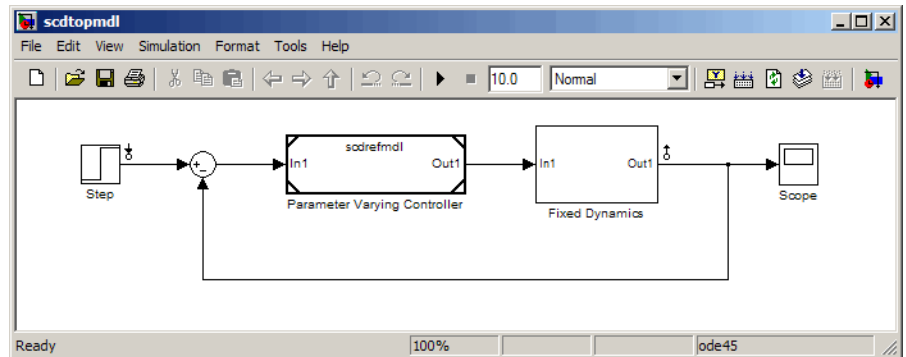 scdtopmdl
File Edit View Simulation Format Tools Help
10.0 Normal
scdrefmdl
In1 Out1 In1 Out1
Step Parameter Varying Controller Fixed Dynamics Scope
Ready 100% ode45